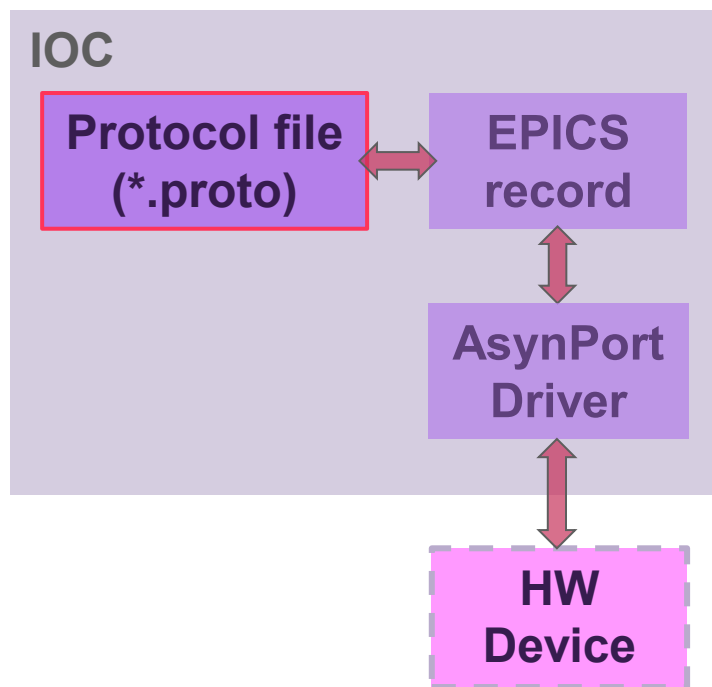 IOC
Protocol file
(*.proto)
EPICS
record
AsynPort
Driver
HW
Device